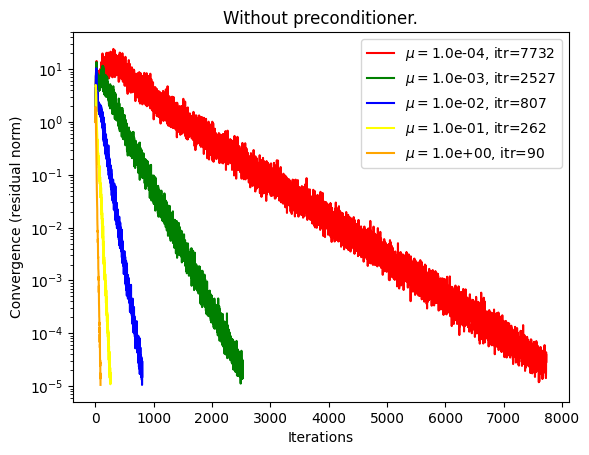 Without preconditioner.
Convergence (residual norm)
10¹
10⁰
10⁻¹
10⁻²
10⁻³
10⁻⁴
10⁻⁵
μ = 1.0e-04, itr=7732
μ = 1.0e-03, itr=2527
μ = 1.0e-02, itr=807
μ = 1.0e-01, itr=262
μ = 1.0e+00, itr=90
0 1000 2000 3000 4000 5000 6000 7000 8000
Iterations